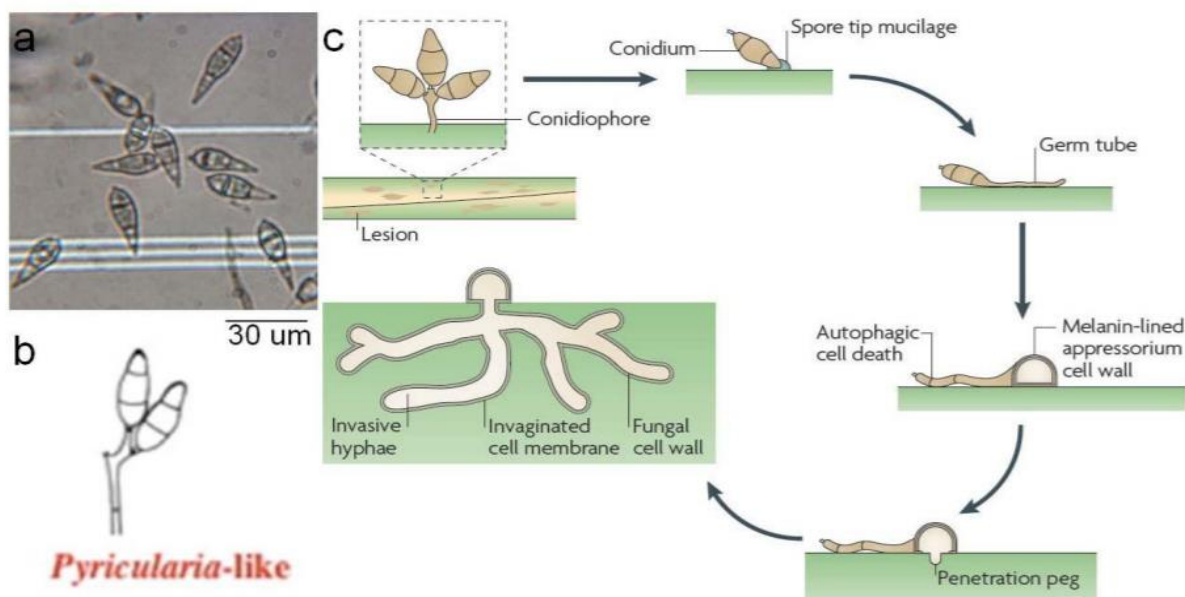 a
30 um
b
Pyricularia-like
c
Conidium
Spore tip mucilage
Conidiophore
Lesion
Germ tube
Autophagic
cell death
Melanin-lined
appressorium
cell wall
Penetration peg
Invasive
hyphae
Invaginated
cell membrane
Fungal
cell wall